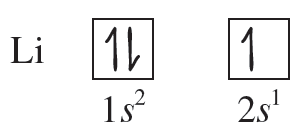 Li ↿⇂ ↿
1s² 2s¹